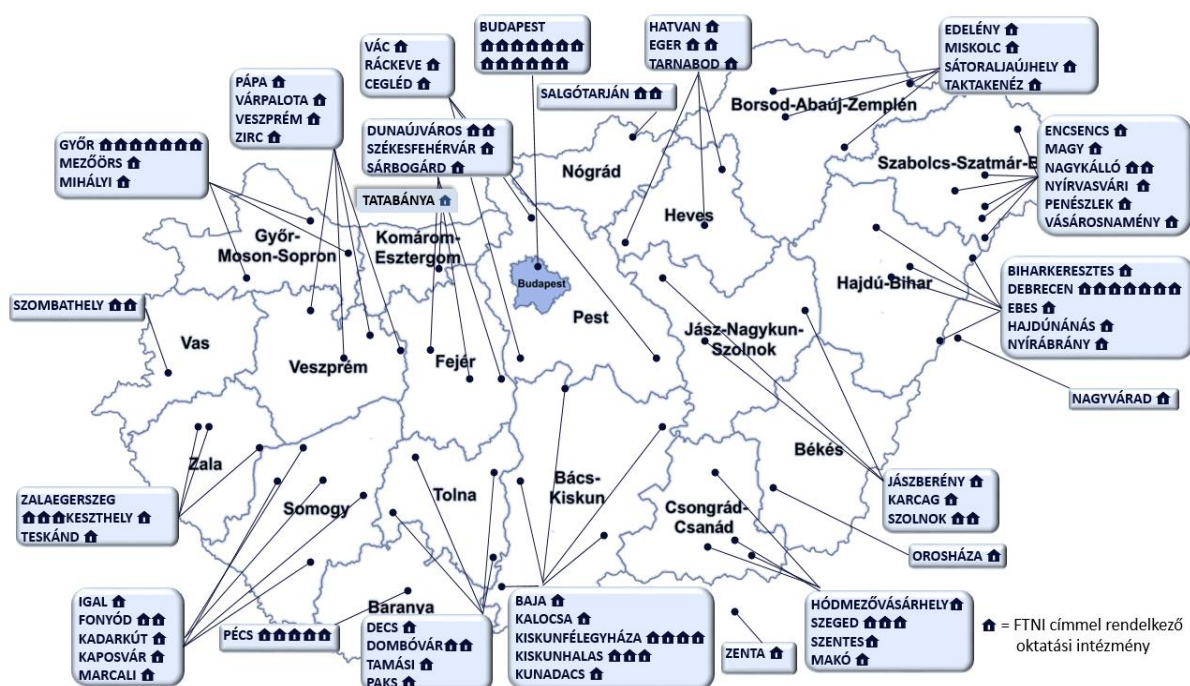 BUDAPEST
HATVAN
EGER
TARNABOD
EDELÉNY
MISKOLC
SÁTORALJAÚJHELY
TAKTAKENÉZ
VÁC
RÁCKEVE
CEGLÉD
PÁPA
VÁRPALOTA
VESZPRÉM
ZIRC
SALGÓTARJÁN
Borsod-Abaúj-Zemplén
DUNAÚJVÁROS
SZÉKESFEHÉRVÁR
SÁRBOGÁRD
GYŐR
MEZŐÖRS
MIHÁLYI
ENCSENCS
MAGY
NAGYKÁLLÓ
NYÍRVASVÁRI
PENÉSZLEK
VÁSÁROSNAMÉNY
Nógrád
Szabolcs-Szatmár-B
TATABÁNYA
Heves
Győr-
Moson-Sopron
Komárom-
Esztergom
Budapest
Hajdú-Bihar
BIHARKERESZTES
DEBRECEN
EBES
HAJDÚNÁNÁS
NYÍRÁBRÁNY
SZOMBATHELY
Pest
Vas
Veszprém
Fejér
Jász-Nagykun-
Szolnok
NAGYVÁRAD
Békés
Zala
Somogy
Tolna
Bács-
Kiskun
Csongrád-
Csanád
JÁSZBERÉNY
KARCAG
SZOLNOK
ZALAEGERSZEG
KESZTHELY
TESKÁND
OROSHÁZA
IGAL
FONYÓD
KADARKÚT
KAPOSVÁR
MARCALI
Baranya
PÉCS
DECS
DOMBÓVÁR
TAMÁSI
PAKS
BAJA
KALOCSA
KISKUNFÉLEGYHÁZA
KISKUNHALAS
KUNADACS
ZENTA
HÓDMEZŐVÁSÁRHELY
SZEGED
SZENTES
MAKÓ
= FTNI címmel rendelkező
oktatási intézmény